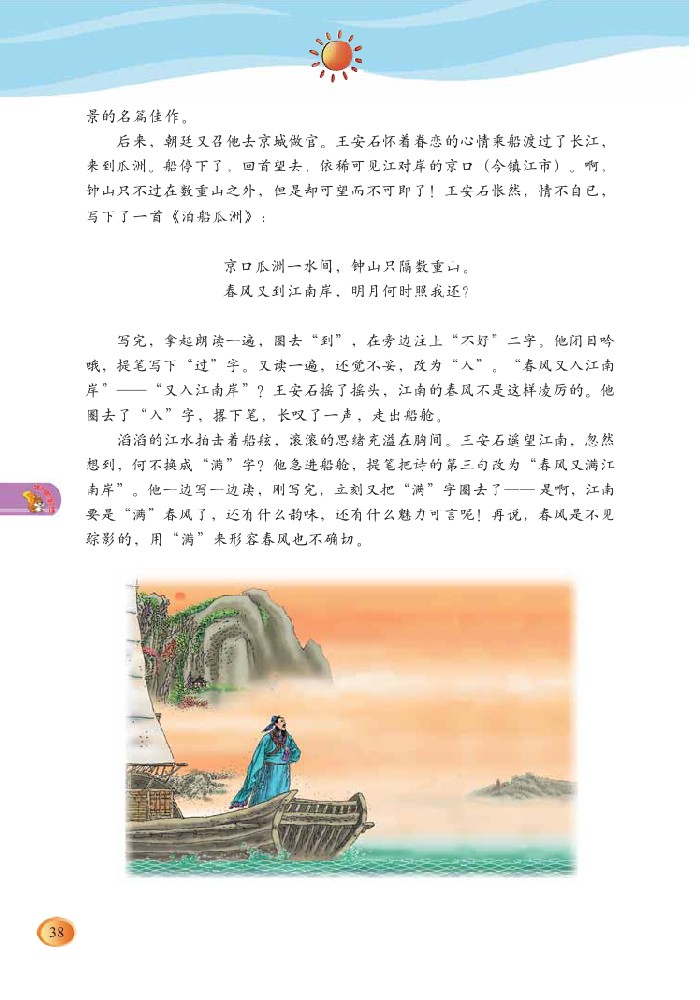 景的名篇佳作。
后来，朝廷又召他去京城做官。王安石怀着眷恋的心情乘船渡过了长江，
来到瓜洲。船停下了，回首望去，依稀可见江对岸的京口（今镇江市）。啊，
钟山只不过在数重山之外，但是却可望而不可即了！王安石怅然，情不自已，
写下了一首《泊船瓜洲》：
京口瓜洲一水间，钟山只隔数重山。
春风又到江南岸，明月何时照我还？
写完，拿起朗读一遍，圈去“到”，在旁边注上“不好”二字。他闭目吟
哦，提笔写下“过”字。又读一遍，还觉不妥，改为“入”。“春风又入江南
岸”——“又入江南岸”？王安石摇了摇头，江南的春风不是这样凌厉的。他
圈去了“入”字，撂下笔，长叹了一声，走出船舱。
滔滔的江水拍击着船舷，滚滚的思绪充溢在胸间。王安石遥望江南，忽然
想到，何不换成“满”字？他急进船舱，提笔把诗的第三句改为“春风又满江
南岸”。他一边写一边读，刚写完，立刻又把“满”字圈去了——是啊，江南
要是“满”春风了，还有什么韵味，还有什么魅力可言呢！再说，春风是不见
踪影的，用“满”来形容春风也不确切。
38